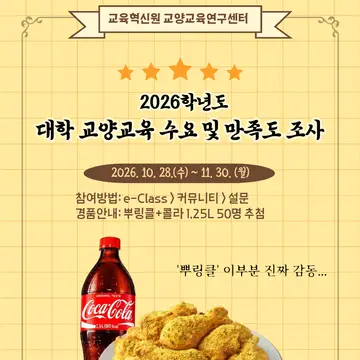 교육혁신원 교양교육연구센터
2026학년도
대학 교양교육 수요 및 만족도 조사
2026. 10. 28.(수) ~ 11. 30. (월)
참여방법: e-Class > 커뮤니티 > 설문
경품안내: 뿌링클+콜라 1.25L 50명 추첨
'뿌링클' 이부분 진짜 감동...
Coca-Cola